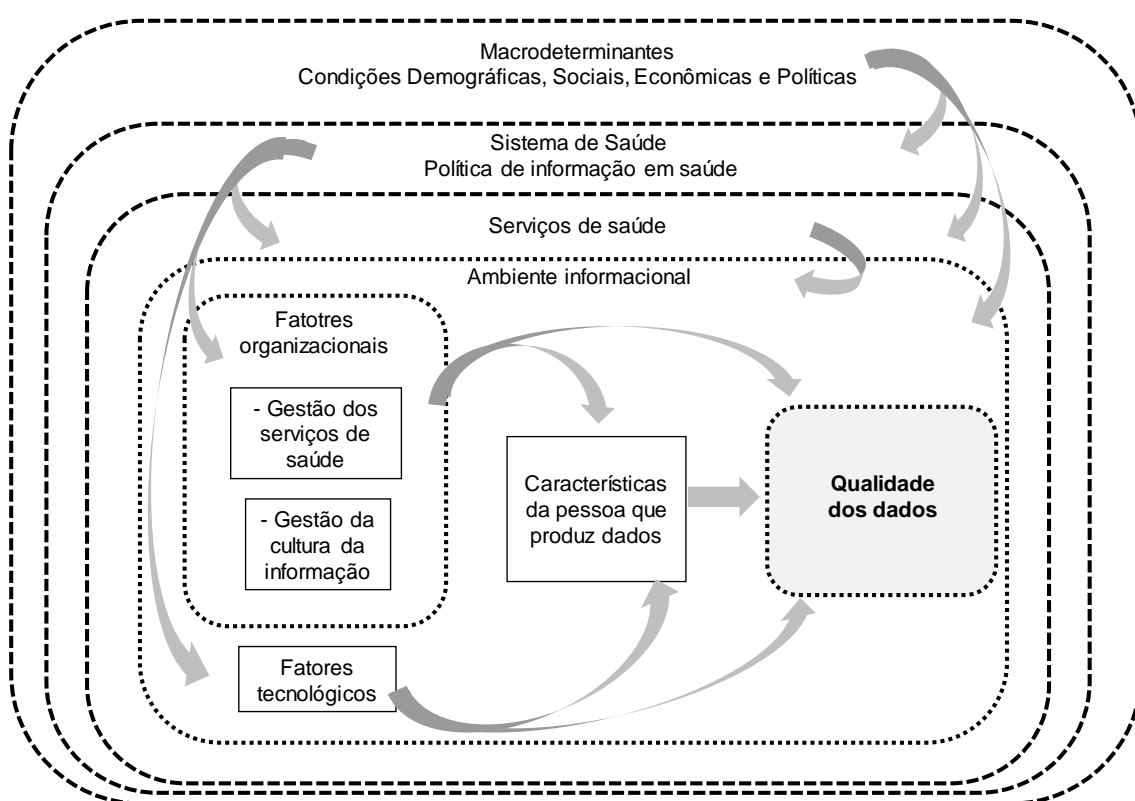 Macrodeterminantes
Condições Demográficas, Sociais, Econômicas e Políticas
Sistema de Saúde
Política de informação em saúde
Serviços de saúde
Ambiente informacional
Fatotres
organizacionais
- Gestão dos
serviços de
saúde
- Gestão da
cultura da
informação
Fatores
tecnológicos
Características
da pessoa que
produz dados
Qualidade
dos dados